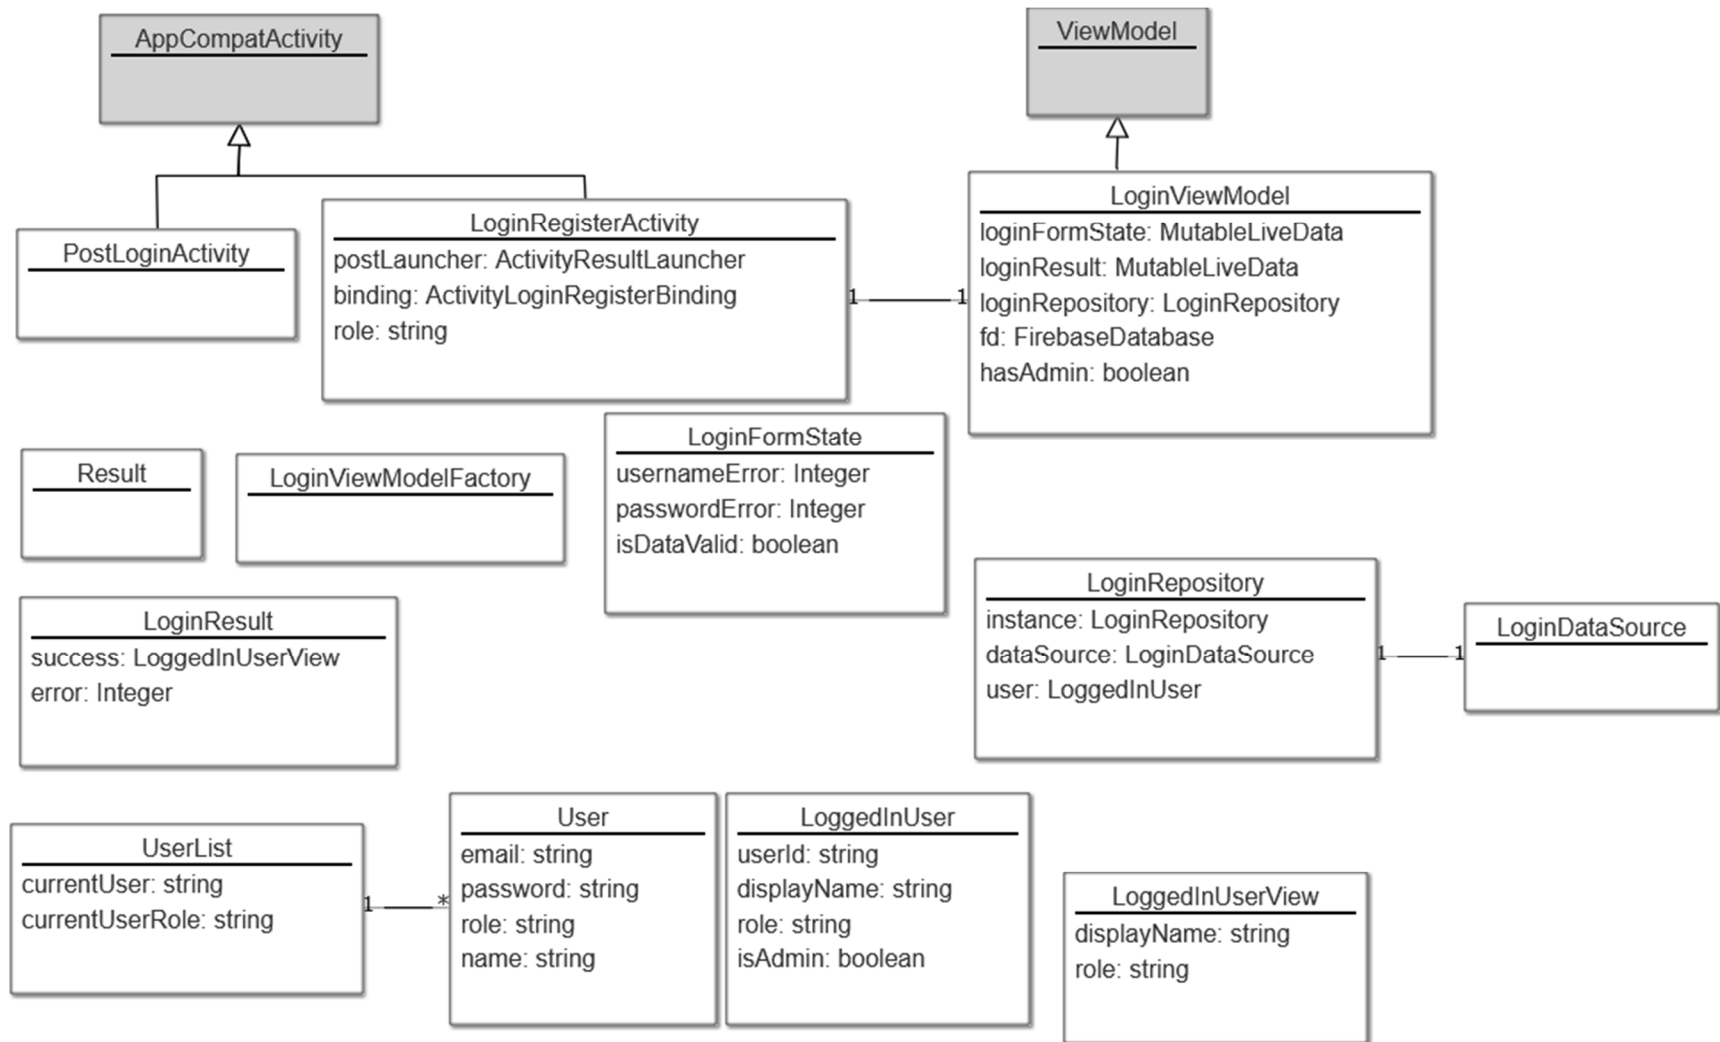 AppCompatActivity
ViewModel
PostLoginActivity
LoginRegisterActivity
postLauncher: ActivityResultLauncher
binding: ActivityLoginRegisterBinding
role: string
1
1
LoginViewModel
loginFormState: MutableLiveData
loginResult: MutableLiveData
loginRepository: LoginRepository
fd: FirebaseDatabase
hasAdmin: boolean
Result
LoginViewModelFactory
LoginFormState
usernameError: Integer
passwordError: Integer
isDataValid: boolean
LoginResult
success: LoggedInUserView
error: Integer
LoginRepository
instance: LoginRepository
dataSource: LoginDataSource
user: LoggedInUser
1
1
LoginDataSource
UserList
currentUser: string
currentUserRole: string
1
*
User
email: string
password: string
role: string
name: string
LoggedInUser
userId: string
displayName: string
role: string
isAdmin: boolean
LoggedInUserView
displayName: string
role: string